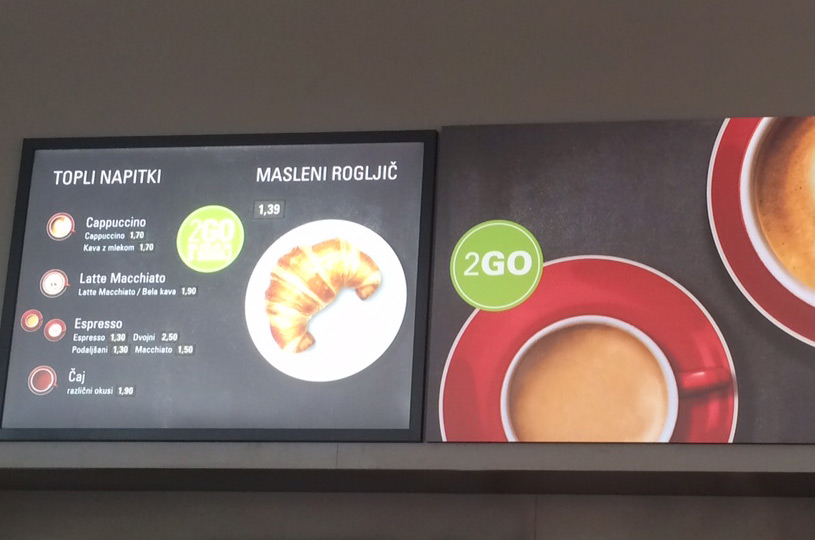 TOPLI NAPITKI
Cappuccino
Cappuccino 1,70
Kava z mlekom 1,70
Latte Macchiato
Latte Macchiato / Bela kava 1,90
Espresso
Espresso 1,30 Dvojni 2,50
Podaljšani 1,30 Macchiato 1,50
Čaj
različni okusi 1,90
2GO
MASLENI ROGLJIČ
1,39
2GO